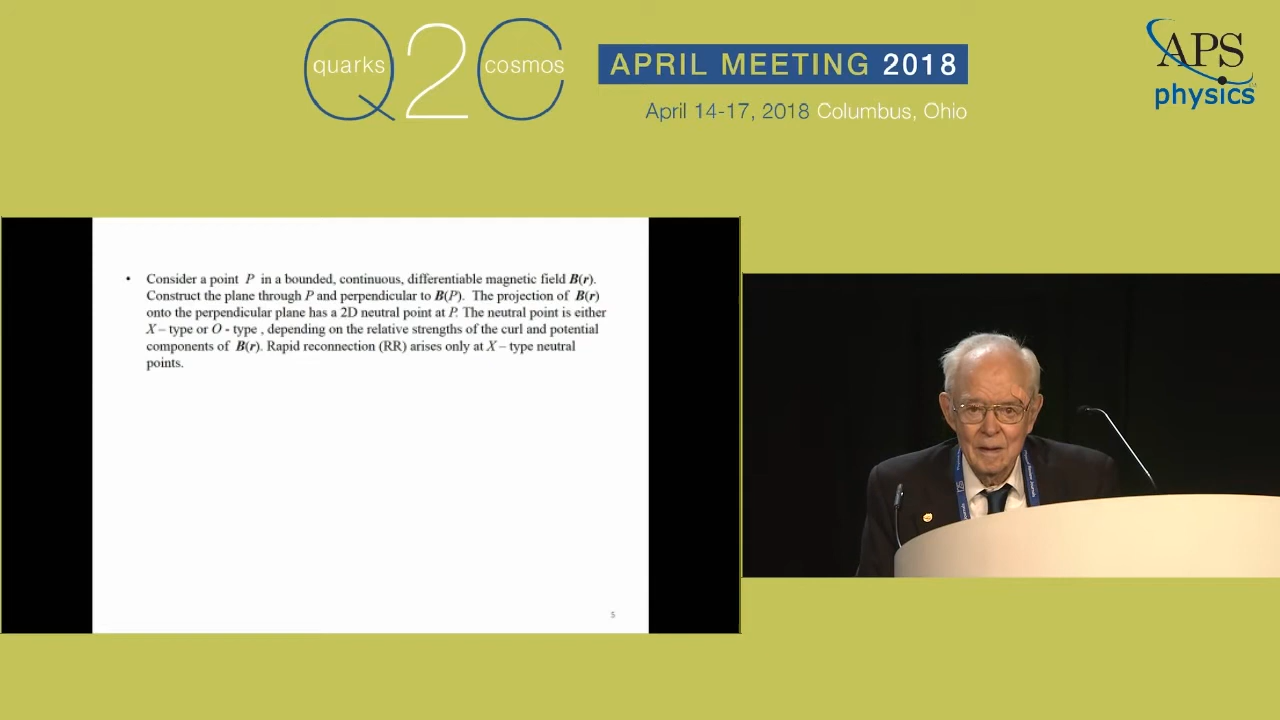 quarks Q2C cosmos
APRIL MEETING 2018
April 14-17, 2018 Columbus, Ohio
APS
physics
• Consider a point P in a bounded, continuous, differentiable magnetic field B(r).
Construct the plane through P and perpendicular to B(P). The projection of B(r)
onto the perpendicular plane has a 2D neutral point at P. The neutral point is either
X – type or O - type , depending on the relative strengths of the curl and potential
components of B(r). Rapid reconnection (RR) arises only at X – type neutral
points.
5